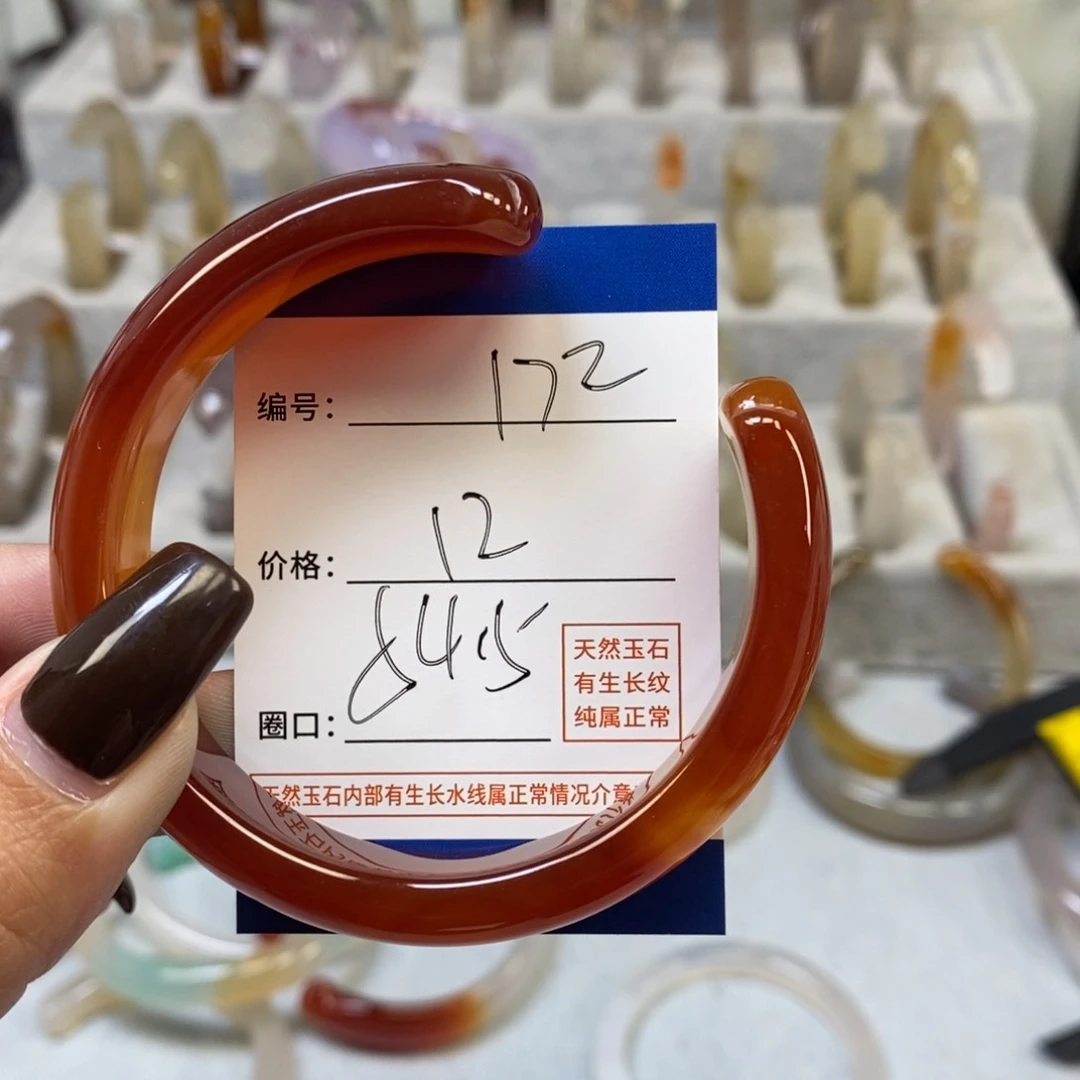 编号： 172
价格： 12
圈口： 54.5
天然玉石
有生长纹
纯属正常
天然玉石内部有生长水线属正常情况介意